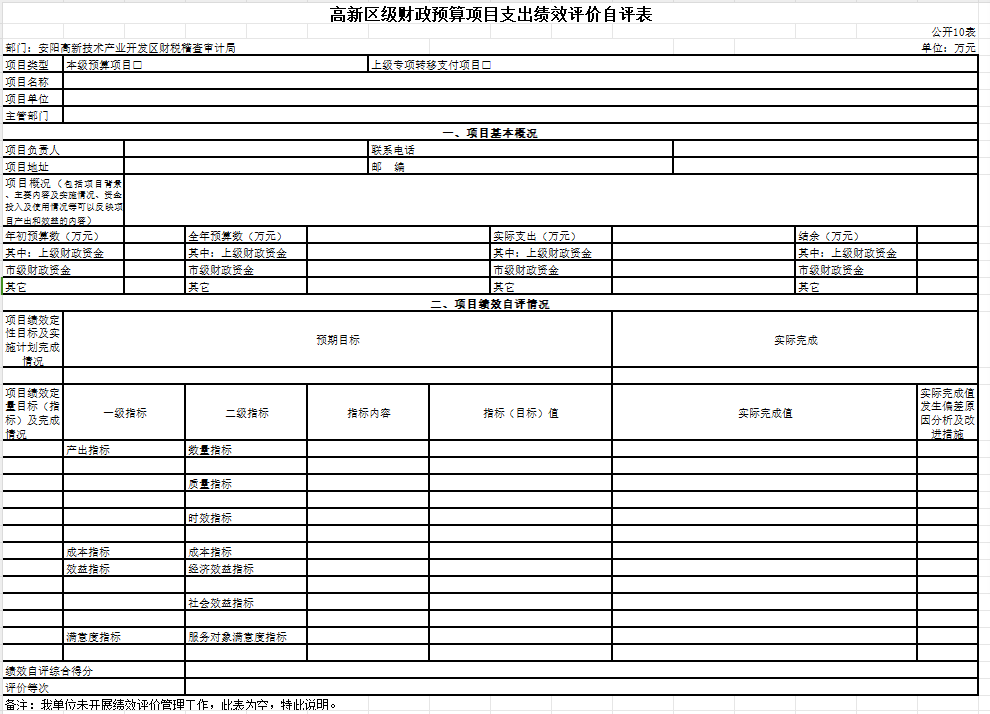 高新区级财政预算项目支出绩效评价自评表
公开10表
部门：安阳高新技术产业开发区财税稽查审计局 单位：万元
项目类型 本级预算项目□ 上级专项转移支付项目□
项目名称
项目单位
主管部门
一、项目基本概况
项目负责人 联系电话
项目地址 邮 编
项目概况（包括项目背景
、主要内容及实施情况、资金
投入及使用情况等可以反映项
目产出和效益的内容）
年初预算数（万元） 全年预算数（万元） 实际支出（万元） 结余（万元）
其中：上级财政资金 其中：上级财政资金 其中：上级财政资金 其中：上级财政资金
市级财政资金 市级财政资金 市级财政资金 市级财政资金
其它 其它 其它 其它
二、项目绩效自评情况
项目绩效定
性目标及实
施计划完成
情况
预期目标 实际完成
项目绩效定
量目标（指
标）及完成
情况
一级指标 二级指标 指标内容 指标（目标）值 实际完成值
实际完成值
发生偏差原
因分析及改
进措施
产出指标 数量指标
质量指标
时效指标
成本指标 成本指标
效益指标 经济效益指标
社会效益指标
满意度指标 服务对象满意度指标
绩效自评综合得分
评价等次
备注：我单位未开展绩效评价管理工作，此表为空，特此说明。